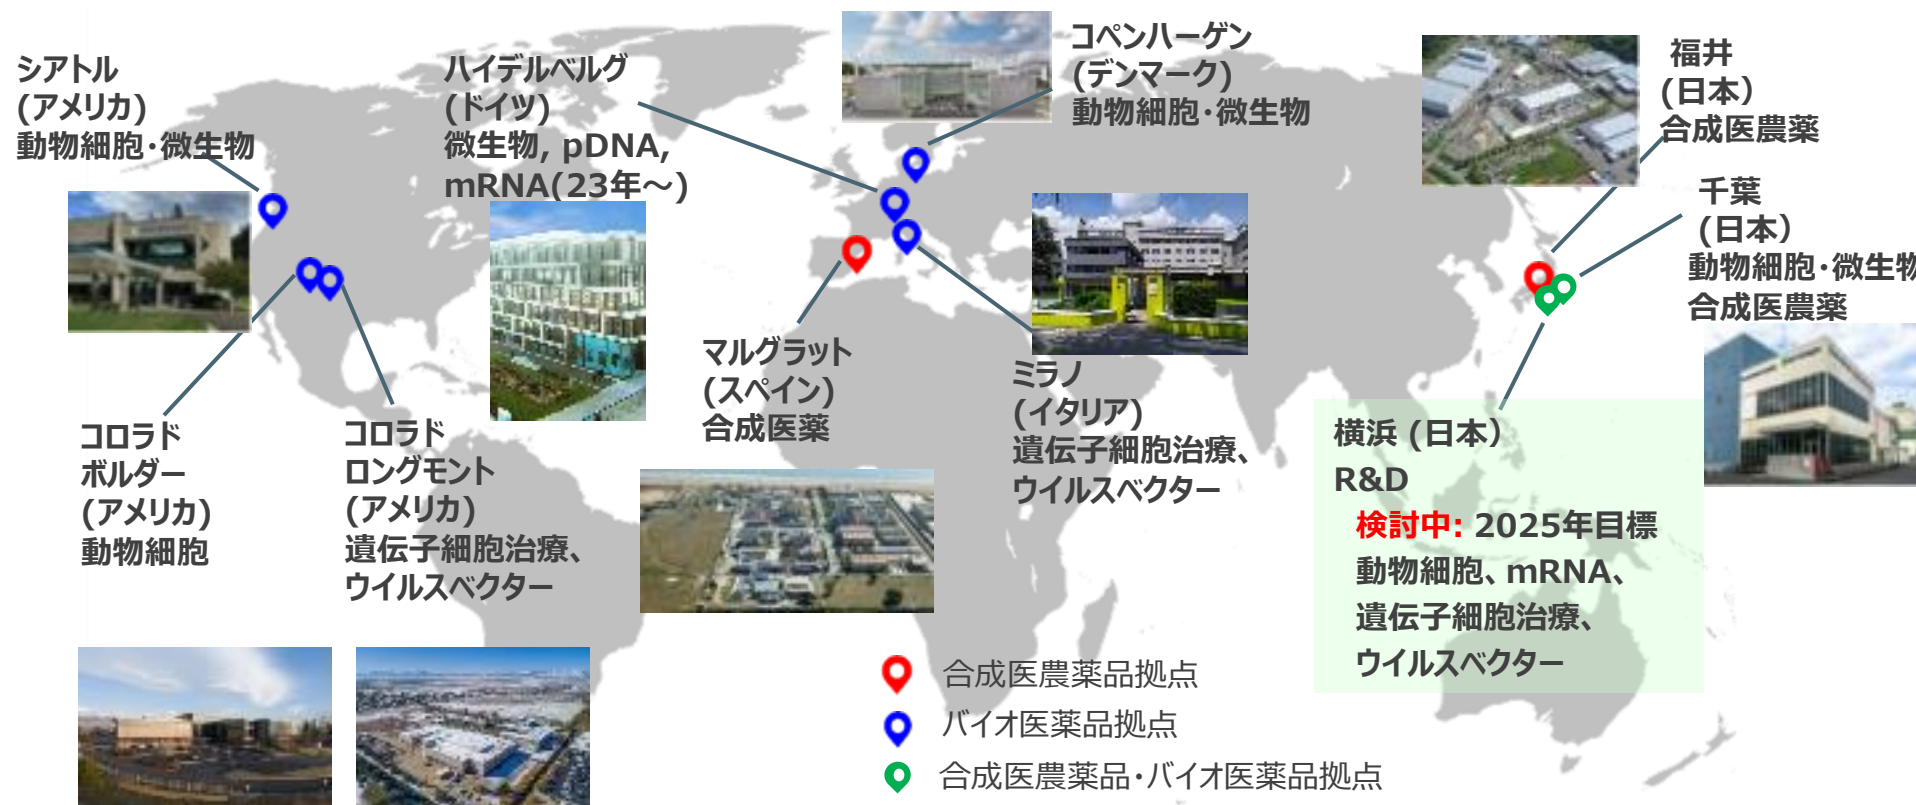 シアトル
(アメリカ)
動物細胞・微生物
ハイデルベルグ
(ドイツ)
微生物, pDNA,
mRNA(23年～)
コペンハーゲン
(デンマーク)
動物細胞・微生物
福井
(日本)
合成医農薬
千葉
(日本)
動物細胞・微生物
合成医農薬
コロラド
ボルダー
(アメリカ)
動物細胞
コロラド
ロングモント
(アメリカ)
遺伝子細胞治療、
ウイルスベクター
マルグラット
(スペイン)
合成医薬
ミラノ
(イタリア)
遺伝子細胞治療、
ウイルスベクター
横浜 (日本)
R&D
検討中: 2025年目標
動物細胞、mRNA、
遺伝子細胞治療、
ウイルスベクター
合成医農薬品拠点
バイオ医薬品拠点
合成医農薬品・バイオ医薬品拠点